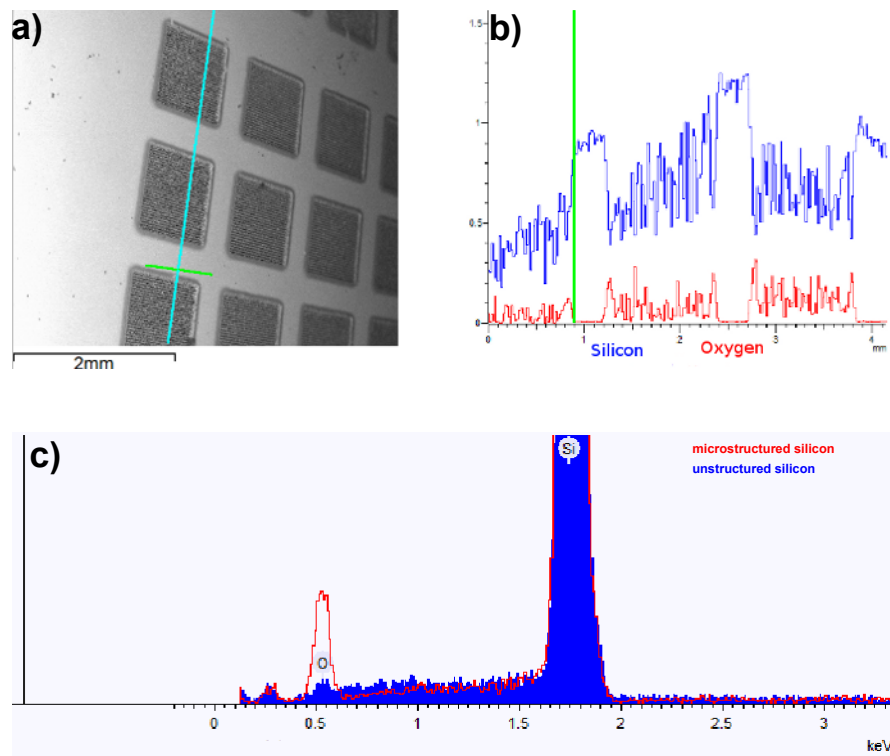 a)
2mm
b)
1.5
1
0.5
0
0 1 2 3 4
mm
Silicon Oxygen
c)
microstructured silicon
unstructured silicon
Si
O
0 0.5 1 1.5 2 2.5 3
keV